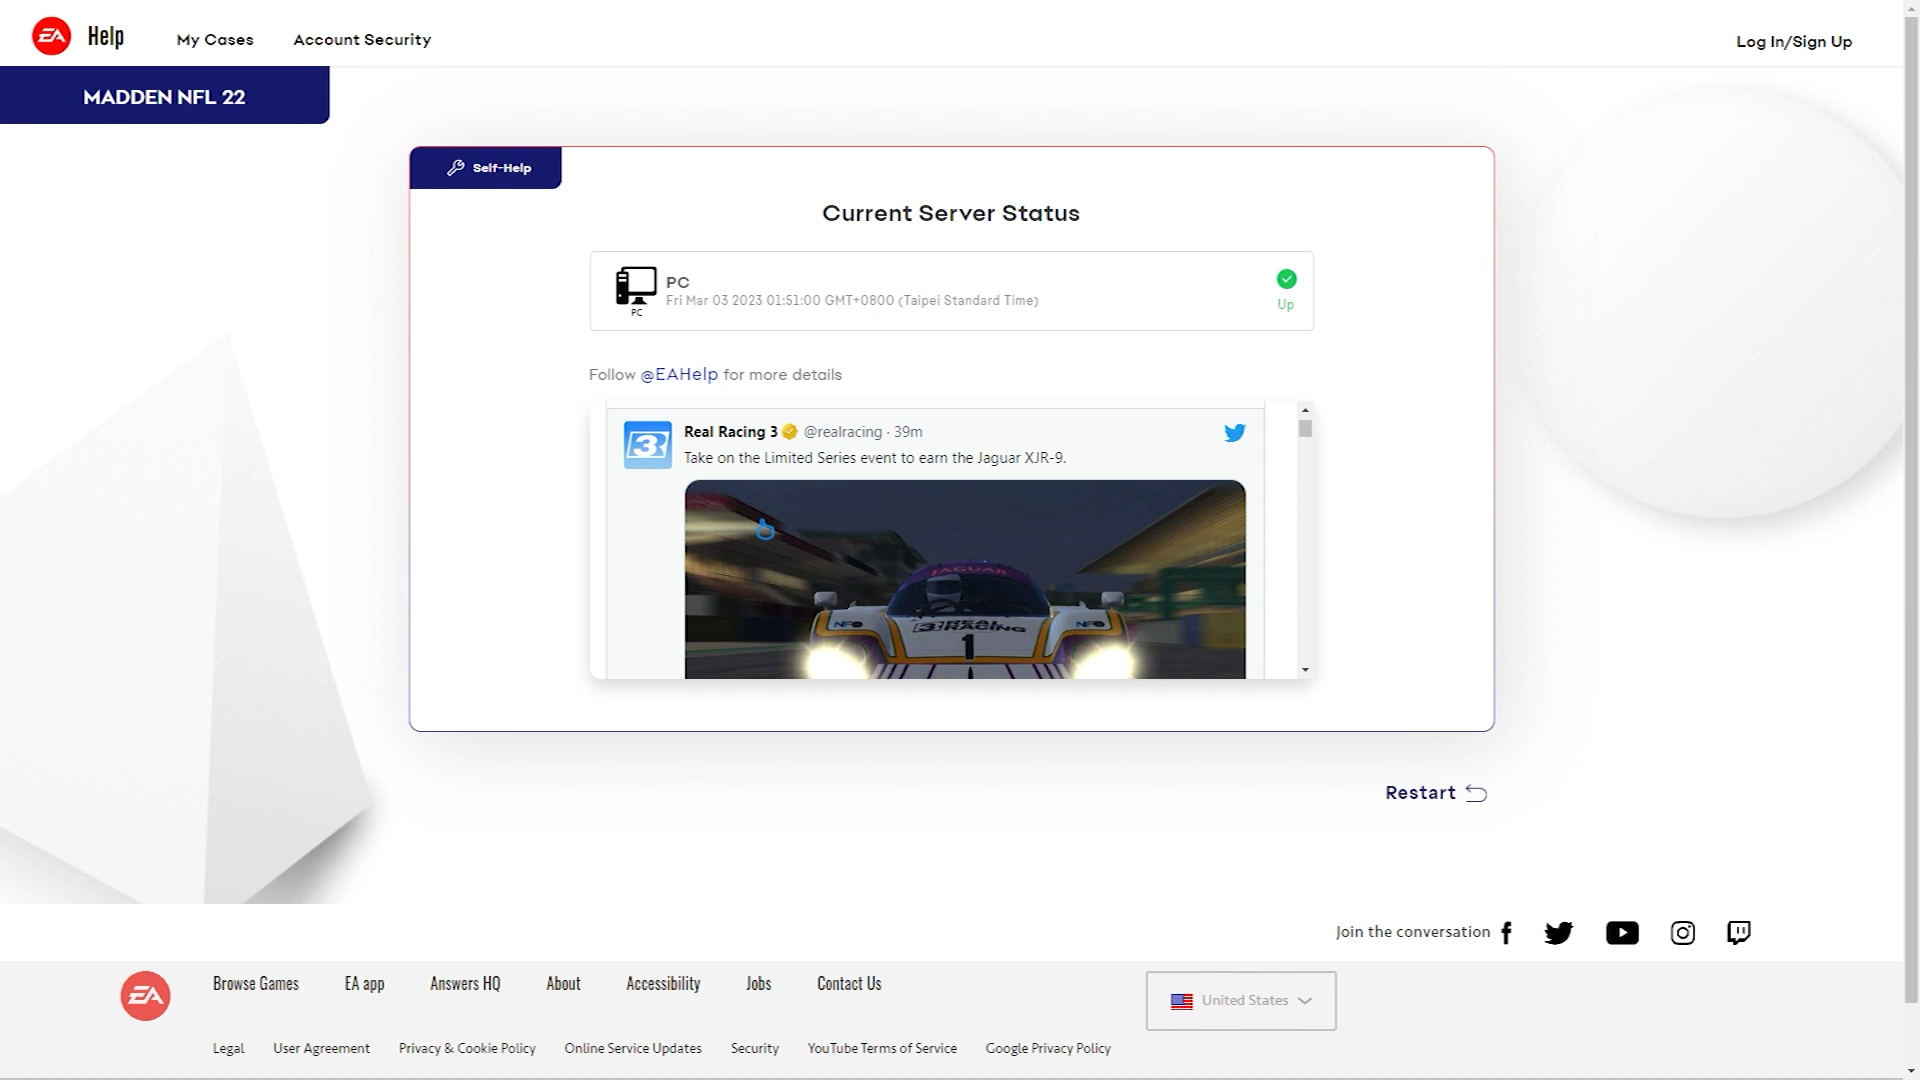 EA Help My Cases Account Security Log In/Sign Up
MADDEN NFL 22
Self-Help
Current Server Status
PC
PC
Fri Mar 03 2023 01:51:00 GMT+0800 (Taipei Standard Time)
Up
Follow @EAHelp for more details
Real Racing 3 @realracing · 39m
Take on the Limited Series event to earn the Jaguar XJR-9.
3
JAGUAR
NFO 3 REAL RACING NFO
1
Restart
Join the conversation
EA Browse Games EA app Answers HQ About Accessibility Jobs Contact Us
United States
Legal User Agreement Privacy & Cookie Policy Online Service Updates Security YouTube Terms of Service Google Privacy Policy